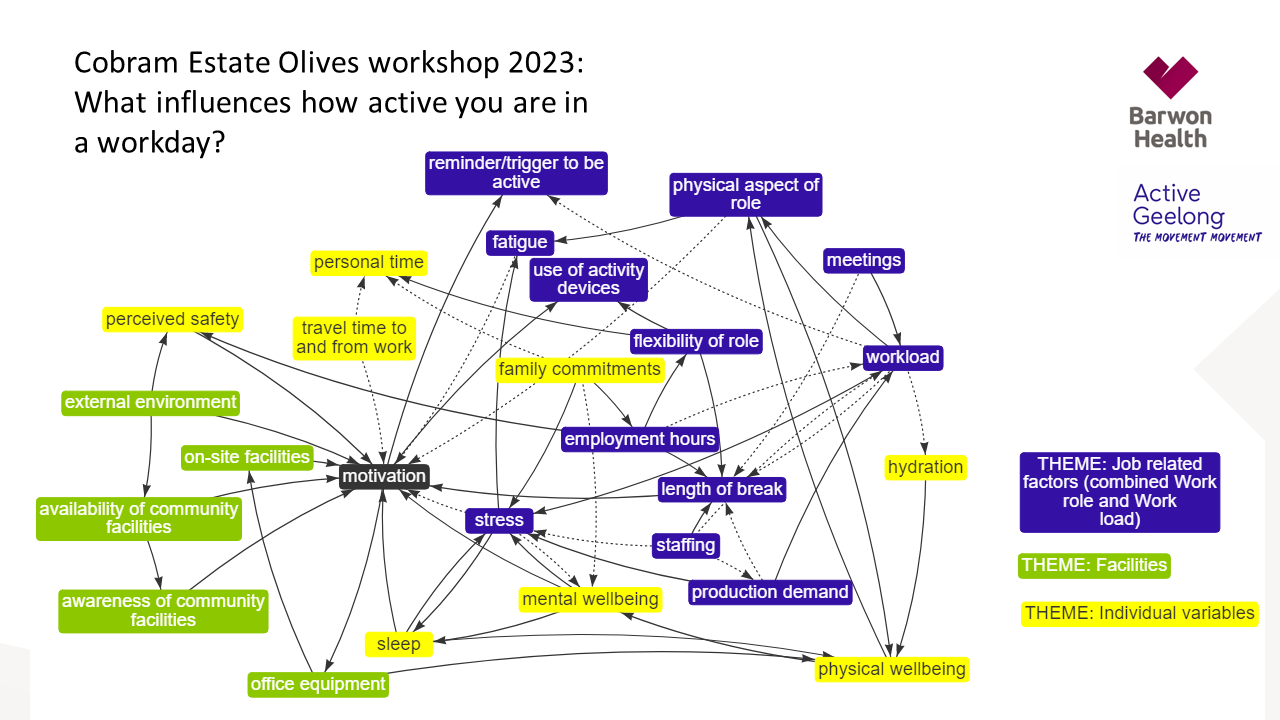 Cobram Estate Olives workshop 2023:
What influences how active you are in
a workday?
Barwon
Health
Active
Geelong
THE MOVEMENT MOVEMENT
reminder/trigger to be
active
physical aspect of
role
fatigue
personal time
use of activity
devices
meetings
perceived safety
travel time to
and from work
flexibility of role
workload
family commitments
external environment
employment hours
on-site facilities
motivation
hydration
length of break
availability of community
facilities
stress
staffing
awareness of community
facilities
mental wellbeing
production demand
sleep
physical wellbeing
office equipment
THEME: Job related
factors (combined Work
role and Work
load)
THEME: Facilities
THEME: Individual variables